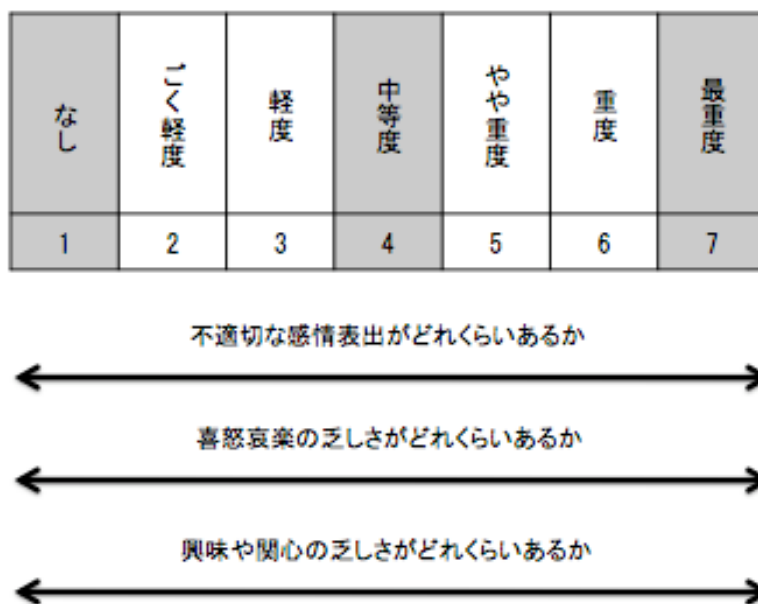 なし
ごく軽度
軽度
中等度
やや重度
重度
最重度
1 2 3 4 5 6 7
不適切な感情表出がどれくらいあるか
喜怒哀楽の乏しさがどれくらいあるか
興味や関心の乏しさがどれくらいあるか